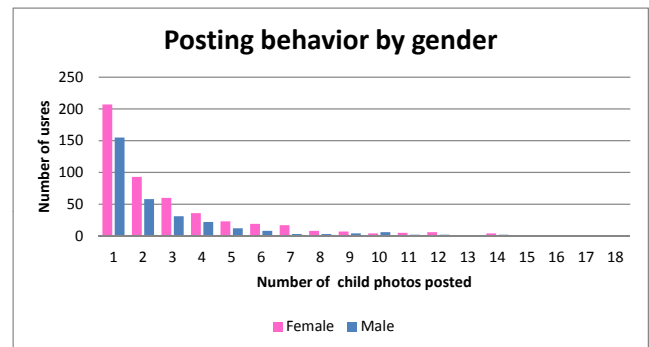 Posting behavior by gender
250
200
150
100
50
0
Number of usres
1 2 3 4 5 6 7 8 9 10 11 12 13 14 15 16 17 18
Number of child photos posted
Female Male